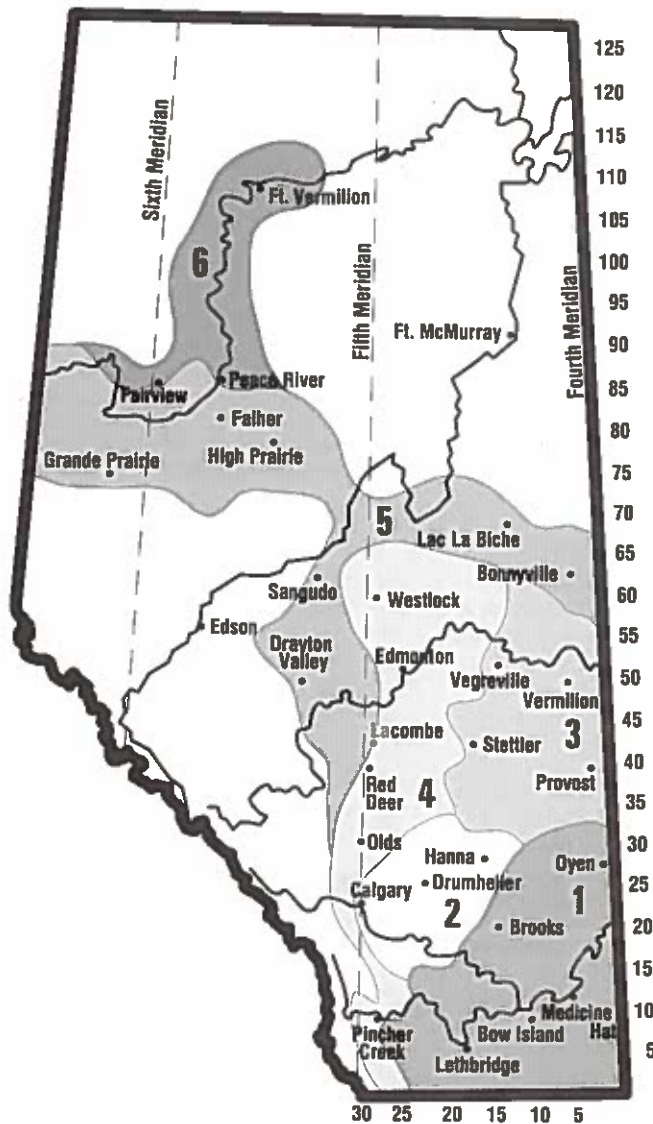 125
120
115
110
105
100
95
90
85
80
75
70
65
60
55
50
45
40
35
30
25
20
15
10
5
Sixth Meridian
Fifth Meridian
Fourth Meridian
Ft. Vermilion
6
Ft. McMurray
Fairview
Peace River
Falher
High Prairie
Grande Prairie
5
Lac La Biche
Bonnyville
Sangudo
Westlock
Edson
Drayton
Valley
Edmonton
Vegreville
Vermilion
Lacombe
Stettler
3
Provost
Red
Deer
4
Olds
Hanna
Oyen
Drumheller
Calgary
2
1
Brooks
Medicine
Hat
Pincher
Creek
Bow Island
Lethbridge
30 25 20 15 10 5